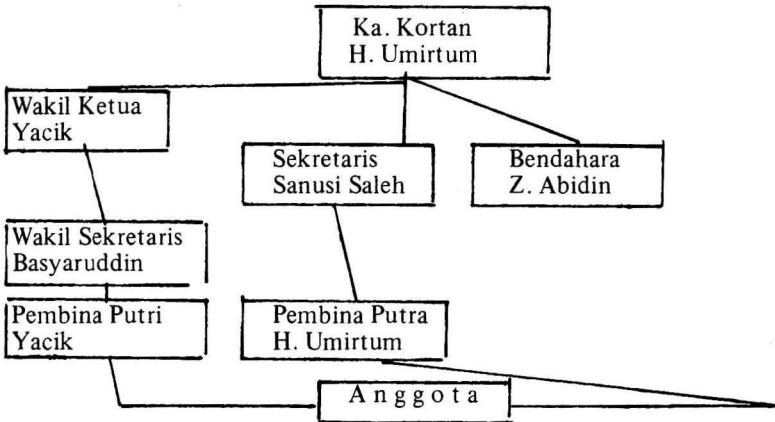 Ka. Kortan
H. Umirtum
Wakil Ketua
Yacik
Sekretaris
Sanusi Saleh
Bendahara
Z. Abidin
Wakil Sekretaris
Basyaruddin
Pembina Putri
Yacik
Pembina Putra
H. Umirtum
Anggota